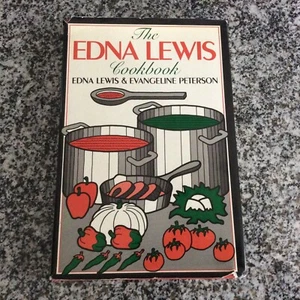 The
EDNA LEWIS
Cookbook
EDNA LEWIS & EVANGELINE PETERSON